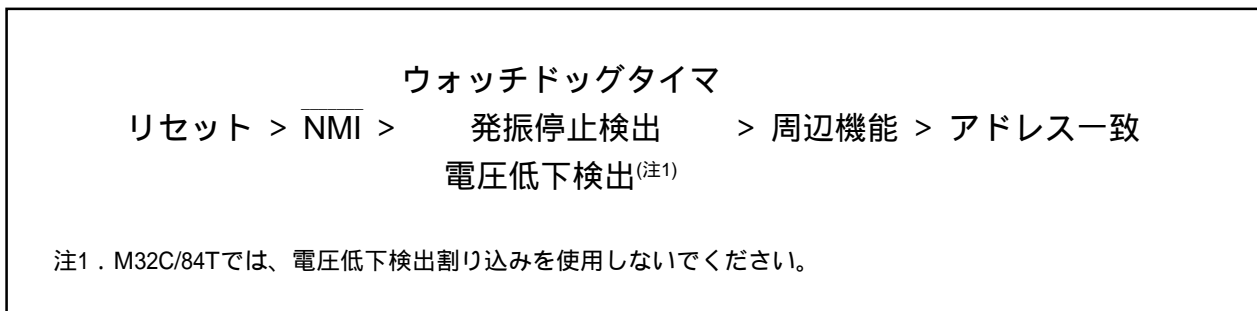 ウォッチドッグタイマ
リセット > NMI > 発振停止検出 > 周辺機能 > アドレス一致
電圧低下検出(注1)
注1．M32C/84Tでは、電圧低下検出割り込みを使用しないでください。